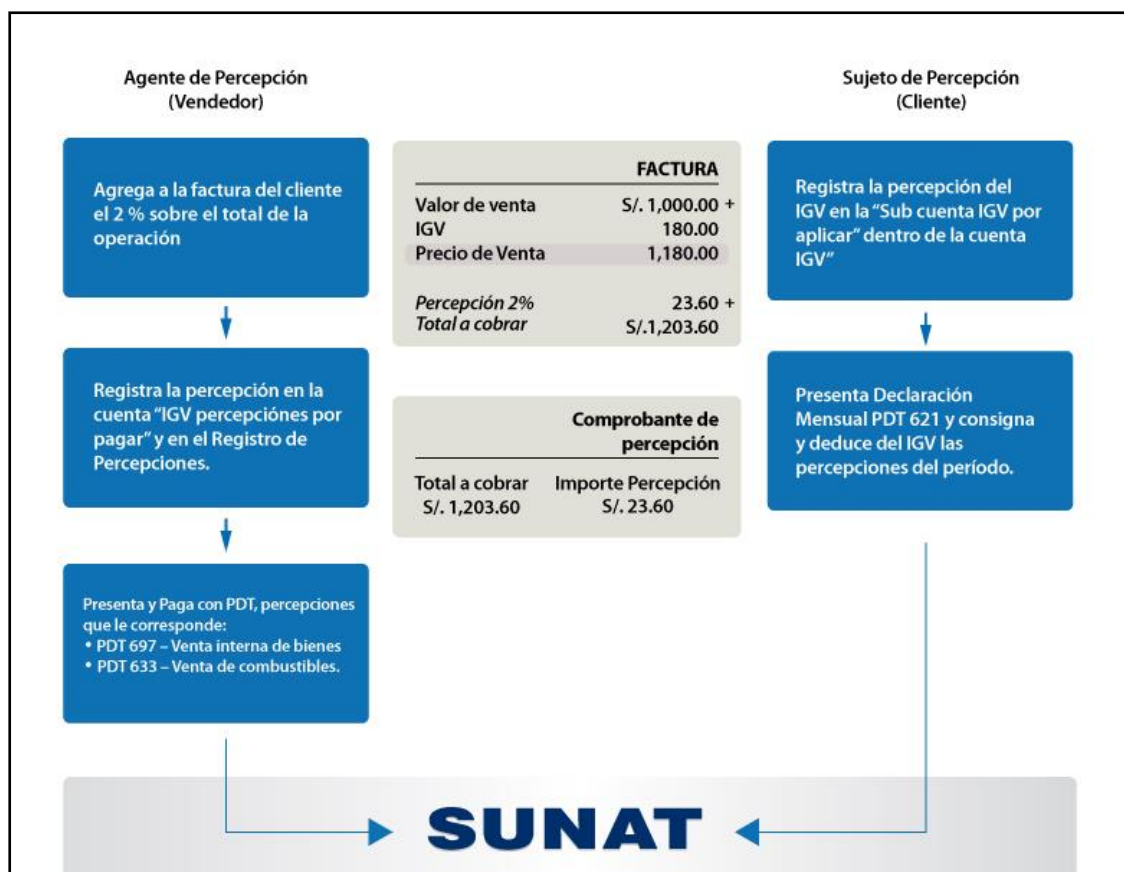 Agente de Percepción
(Vendedor)
Agrega a la factura del cliente
el 2 % sobre el total de la
operación
Registra la percepción en la
cuenta “IGV percepciónes por
pagar” y en el Registro de
Percepciones.
Presenta y Paga con PDT, percepciones
que le corresponde:
• PDT 697 – Venta interna de bienes
• PDT 633 – Venta de combustibles.
FACTURA
Valor de venta S/. 1,000.00 +
IGV 180.00
Precio de Venta 1,180.00
Percepción 2% 23.60 +
Total a cobrar S/.1,203.60
Comprobante de
percepción
Total a cobrar Importe Percepción
S/. 1,203.60 S/. 23.60
Sujeto de Percepción
(Cliente)
Registra la percepción del
IGV en la “Sub cuenta IGV por
aplicar” dentro de la cuenta
IGV”
Presenta Declaración
Mensual PDT 621 y consigna
y deduce del IGV las
percepciones del período.
SUNAT